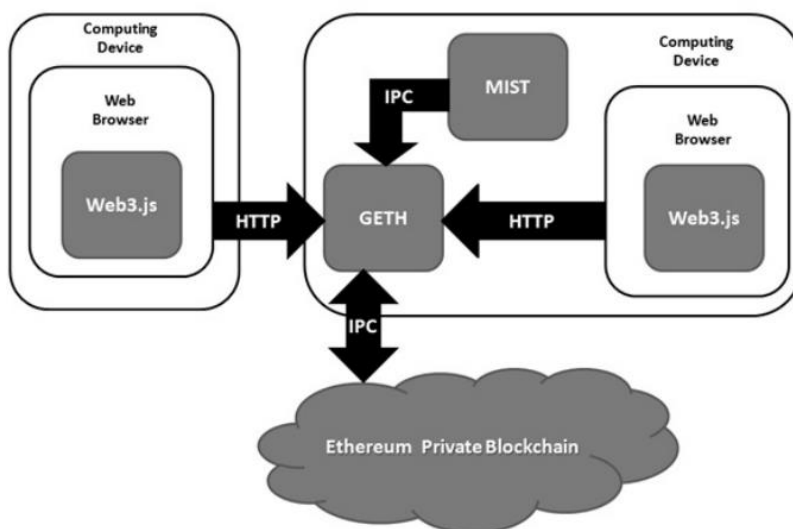 Computing
Device
Web
Browser
Web3.js
HTTP
IPC
MIST
GETH
HTTP
Computing
Device
Web
Browser
Web3.js
IPC
Ethereum Private Blockchain